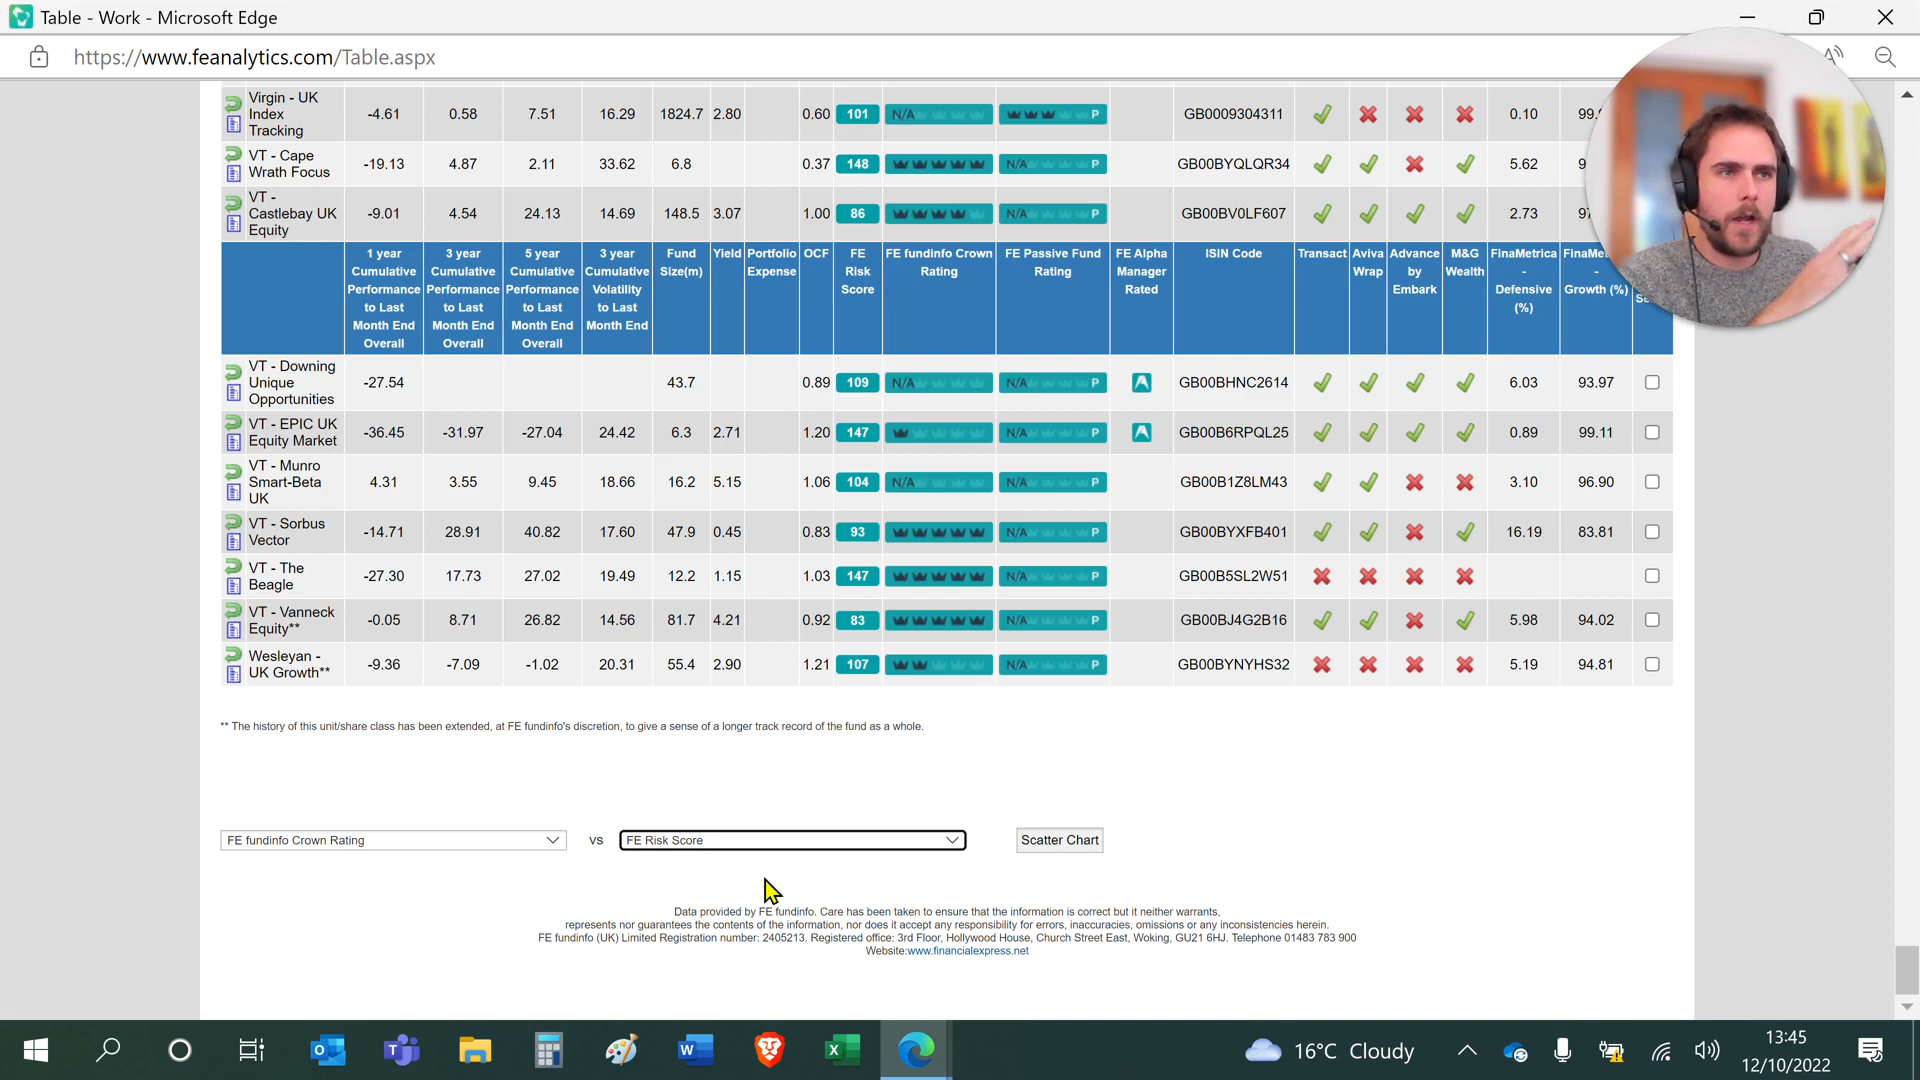 Table - Work - Microsoft Edge
https://www.feanalytics.com/Table.aspx
Virgin - UK Index Tracking -4.61 0.58 7.51 16.29 1824.7 2.80 0.60 101 N/A P GB0009304311 0.10
VT - Cape Wrath Focus -19.13 4.87 2.11 33.62 6.8 0.37 148 N/A P GB00BYQLQR34 5.62
VT - Castlebay UK Equity -9.01 4.54 24.13 14.69 148.5 3.07 1.00 86 N/A P GB00BV0LF607 2.73
1 year Cumulative Performance to Last Month End Overall 3 year Cumulative Performance to Last Month End Overall 5 year Cumulative Performance to Last Month End Overall 3 year Cumulative Volatility to Last Month End Fund Size(m) Yield Portfolio Expense OCF FE Risk Score FE fundinfo Crown Rating FE Passive Fund Rating FE Alpha Manager Rated ISIN Code Transact Aviva Wrap Advance by Embark M&G Wealth FinaMetrica - Defensive (%) - Growth (%)
VT - Downing Unique Opportunities -27.54 43.7 0.89 109 N/A N/A P GB00BHNC2614 6.03 93.97
VT - EPIC UK Equity Market -36.45 -31.97 -27.04 24.42 6.3 2.71 1.20 147 N/A P GB00B6RPQL25 0.89 99.11
VT - Munro Smart-Beta UK 4.31 3.55 9.45 18.66 16.2 5.15 1.06 104 N/A N/A P GB00B1Z8LM43 3.10 96.90
VT - Sorbus Vector -14.71 28.91 40.82 17.60 47.9 0.45 0.83 93 N/A P GB00BYXFB401 16.19 83.81
VT - The Beagle -27.30 17.73 27.02 19.49 12.2 1.15 1.03 147 N/A P GB00B5SL2W51
VT - Vanneck Equity** -0.05 8.71 26.82 14.56 81.7 4.21 0.92 83 N/A P GB00BJ4G2B16 5.98 94.02
Wesleyan - UK Growth** -9.36 -7.09 -1.02 20.31 55.4 2.90 1.21 107 N/A P GB00BYNYHS32 5.19 94.81
** The history of this unit/share class has been extended, at FE fundinfo's discretion, to give a sense of a longer track record of the fund as a whole.
FE fundinfo Crown Rating vs FE Risk Score Scatter Chart
Data provided by FE fundinfo. Care has been taken to ensure that the information is correct but it neither warrants,
represents nor guarantees the contents of the information, nor does it accept any responsibility for errors, inaccuracies, omissions or any inconsistencies herein.
FE fundinfo (UK) Limited Registration number: 2405213. Registered office: 3rd Floor, Hollywood House, Church Street East, Woking, GU21 6HJ. Telephone 01483 783 900
Website:www.financialexpress.net
16°C Cloudy
13:45
12/10/2022